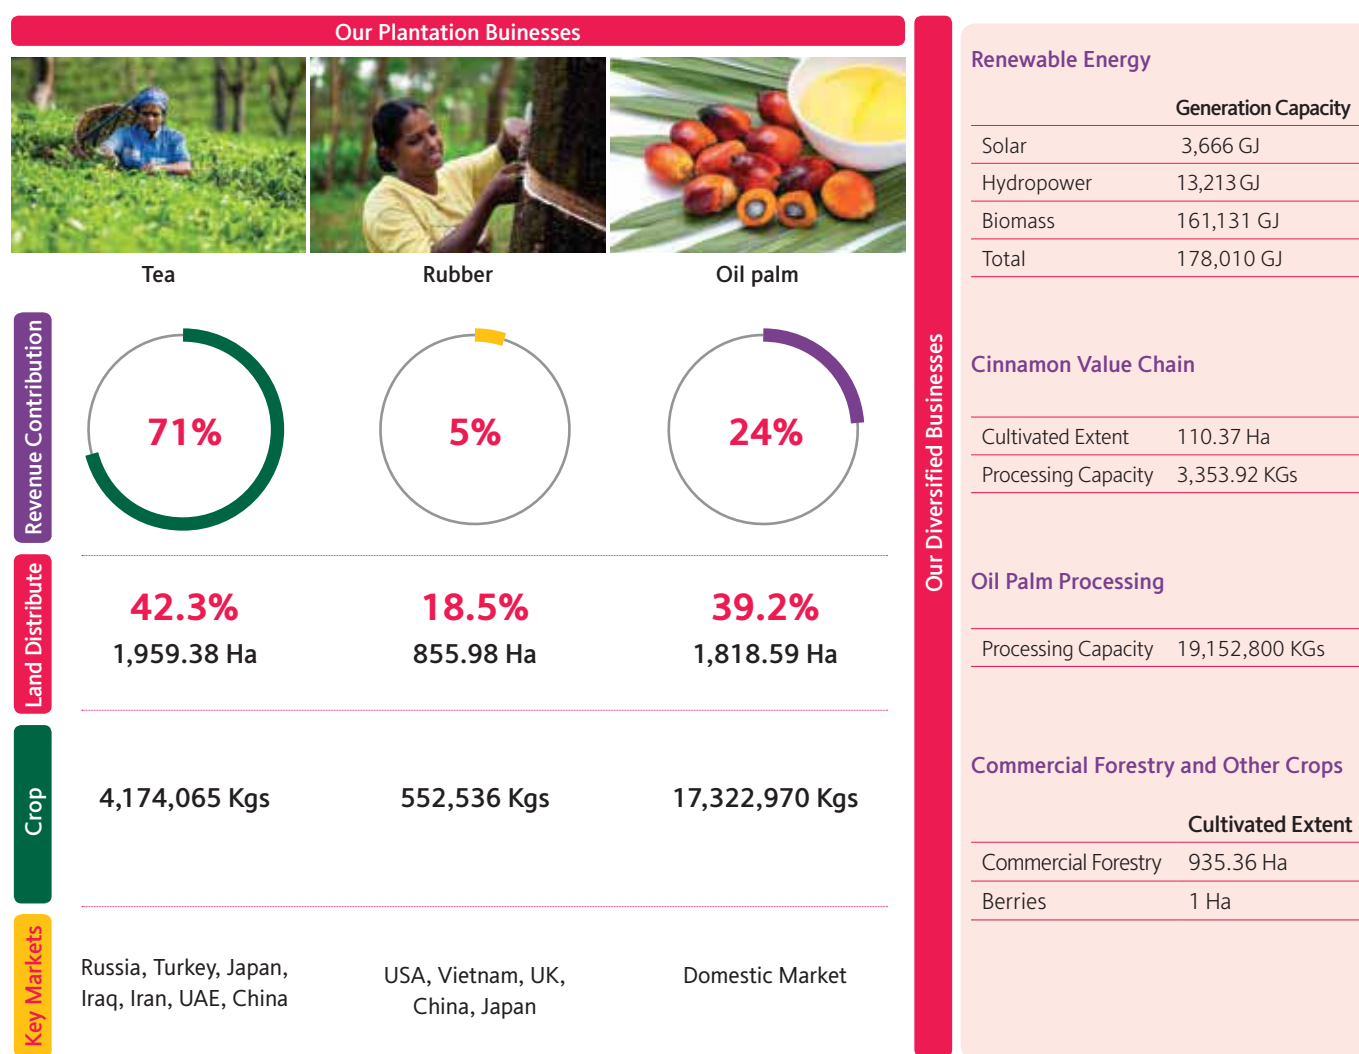 Our Plantation Buinesses
Tea
Rubber
Oil palm
Revenue Contribution
71%
5%
24%
Land Distribute
42.3%
18.5%
39.2%
1,959.38 Ha
855.98 Ha
1,818.59 Ha
Crop
4,174,065 Kgs
552,536 Kgs
17,322,970 Kgs
Key Markets
Russia, Turkey, Japan,
Iraq, Iran, UAE, China
USA, Vietnam, UK,
China, Japan
Domestic Market
Our Diversified Businesses
Renewable Energy
Generation Capacity
Solar 3,666 GJ
Hydropower 13,213 GJ
Biomass 161,131 GJ
Total 178,010 GJ
Cinnamon Value Chain
Cultivated Extent 110.37 Ha
Processing Capacity 3,353.92 KGs
Oil Palm Processing
Processing Capacity 19,152,800 KGs
Commercial Forestry and Other Crops
Cultivated Extent
Commercial Forestry 935.36 Ha
Berries 1 Ha